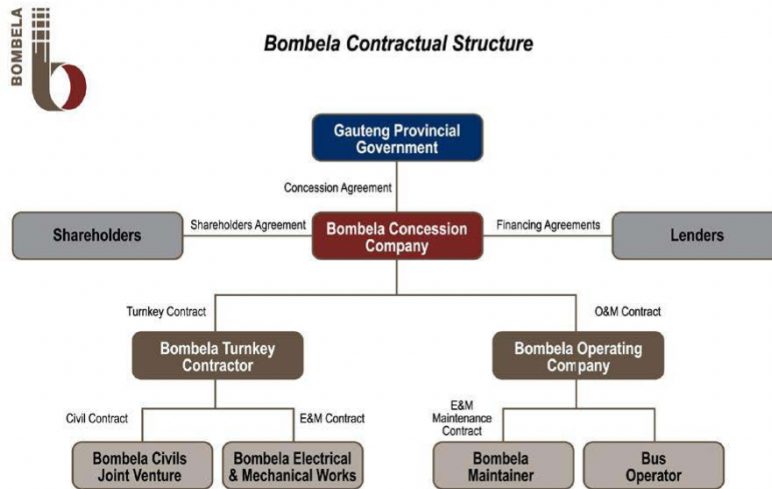 BOMBELA
Bombela Contractual Structure
Gauteng Provincial
Government
Concession Agreement
Shareholders
Shareholders Agreement
Bombela Concession
Company
Financing Agreements
Lenders
Turnkey Contract
O&M Contract
Bombela Turnkey
Contractor
Bombela Operating
Company
Civil Contract
E&M Contract
E&M
Maintenance
Contract
Bombela Civils
Joint Venture
Bombela Electrical
& Mechanical Works
Bombela
Maintainer
Bus
Operator